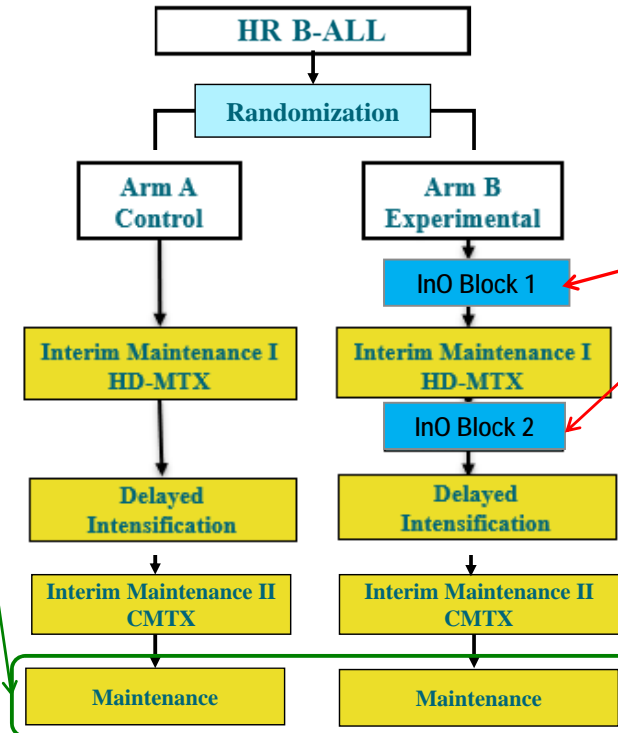 HR B-ALL
Randomization
Arm A
Control
Arm B
Experimental
InO Block 1
Interim Maintenance I
HD-MTX
Interim Maintenance I
HD-MTX
InO Block 2
Delayed
Intensification
Delayed
Intensification
Interim Maintenance II
CMTX
Interim Maintenance II
CMTX
Maintenance
Maintenance